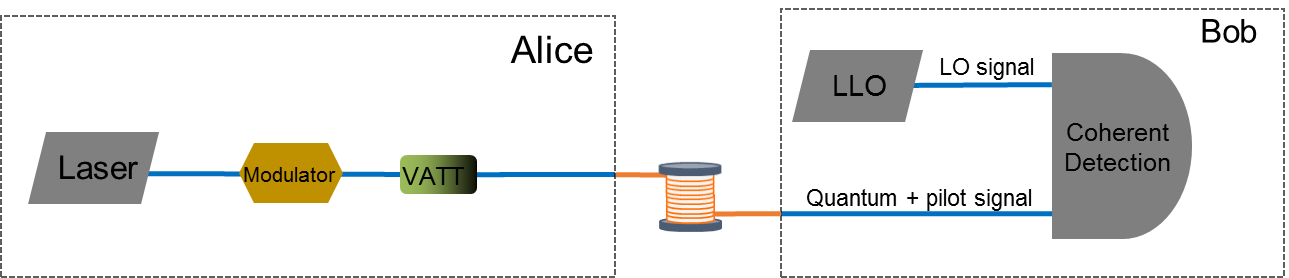 Alice
Bob
Laser
Modulator
VATT
LLO
LO signal
Quantum + pilot signal
Coherent
Detection